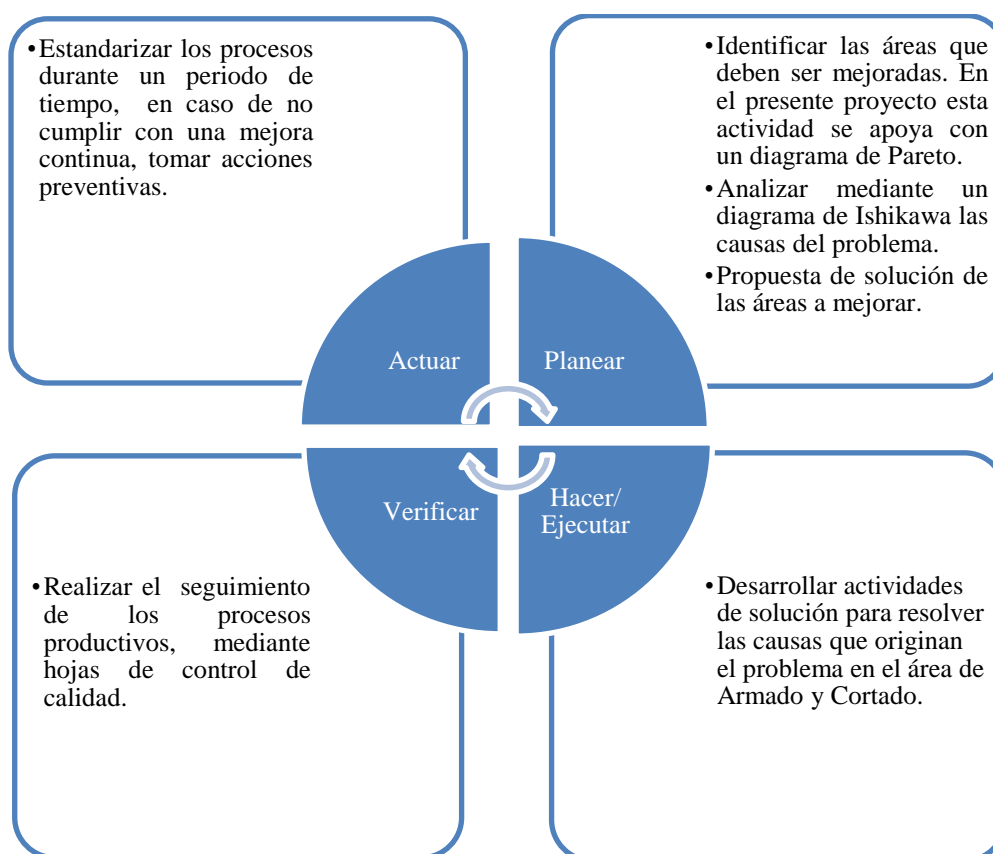 •Estandarizar los procesos
durante un periodo de
tiempo, en caso de no
cumplir con una mejora
continua, tomar acciones
preventivas.
•Identificar las áreas que
deben ser mejoradas. En
el presente proyecto esta
actividad se apoya con
un diagrama de Pareto.
•Analizar mediante un
diagrama de Ishikawa las
causas del problema.
•Propuesta de solución de
las áreas a mejorar.
Actuar
Planear
Verificar
Hacer/
Ejecutar
•Realizar el seguimiento
de los procesos
productivos, mediante
hojas de control de
calidad.
•Desarrollar actividades
de solución para resolver
las causas que originan
el problema en el área de
Armado y Cortado.